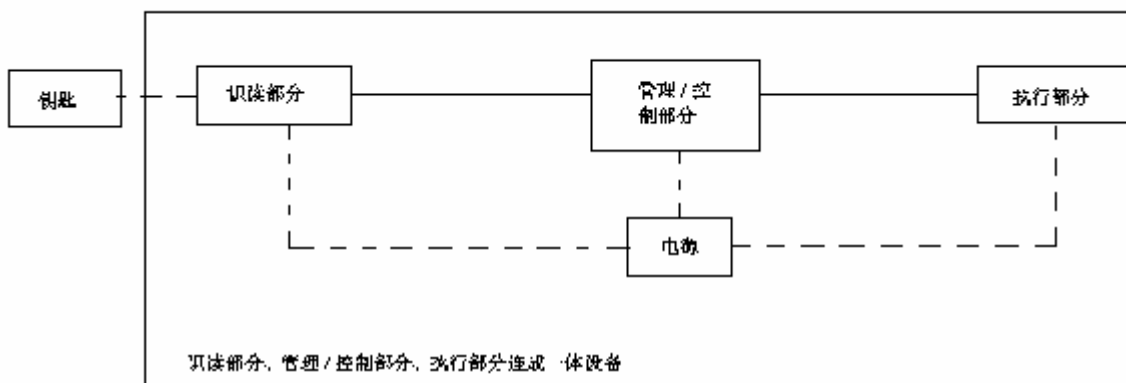 钥匙
识读部分
管理/控
制部分
执行部分
电源
识读部分、管理/控制部分、执行部分连成一体设备